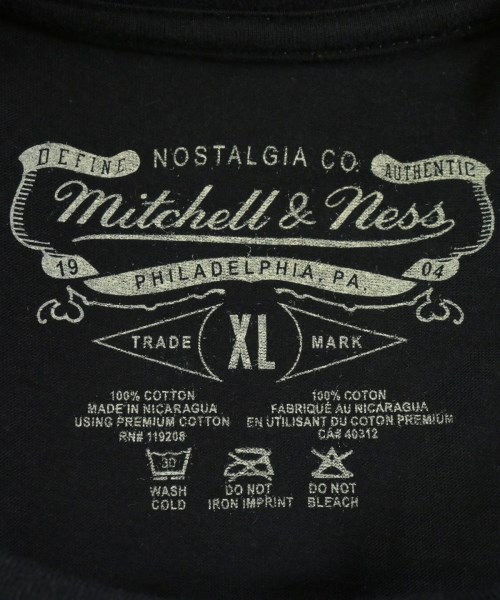 DEFINE
NOSTALGIA CO.
AUTHENTIC
Mitchell & Ness
19
04
PHILADELPHIA, PA.
TRADE
XL
MARK
100% COTTON
MADE IN NICARAGUA
USING PREMIUM COTTON
RN# 119208
100% COTON
FABRIQUÉ AU NICARAGUA
EN UTILISANT DU COTON PREMIUM
CA# 40312
30
WASH
COLD
DO NOT
IRON IMPRINT
DO NOT
BLEACH